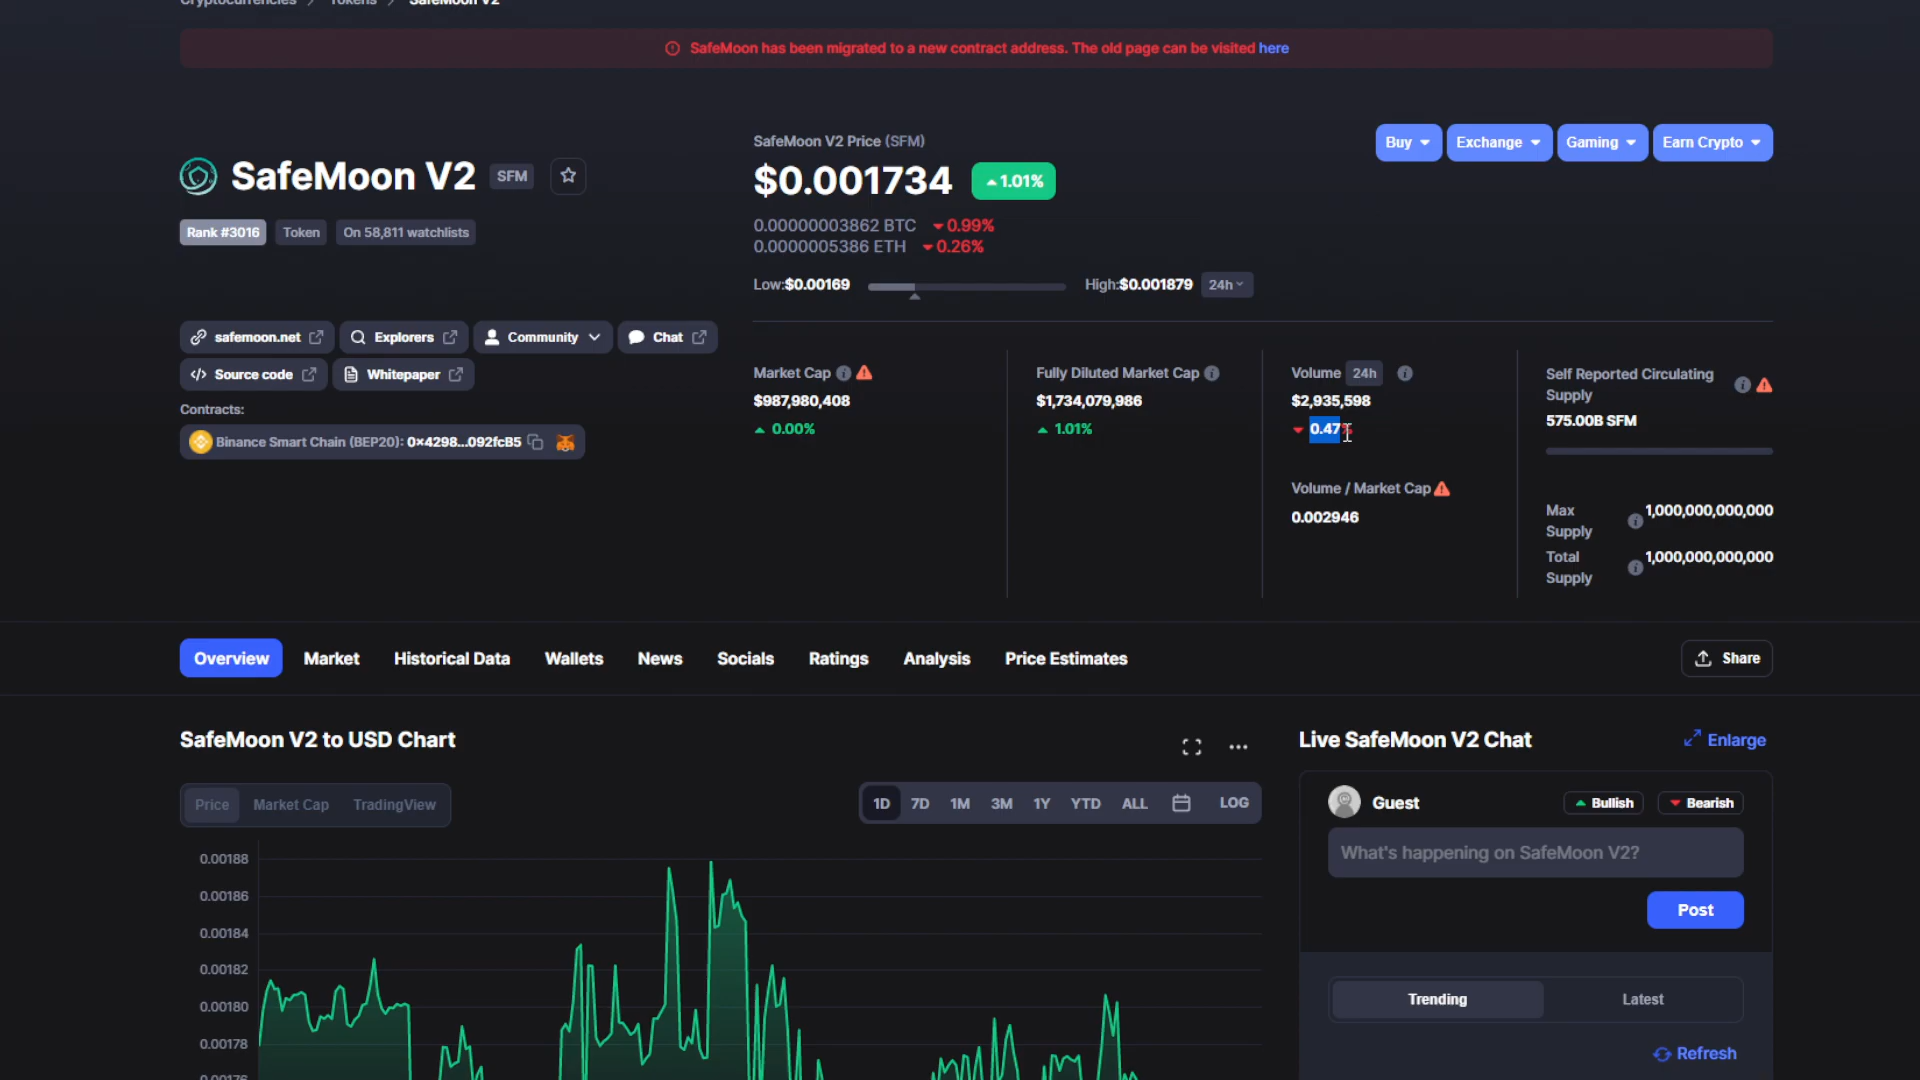 Cryptocurrencies > Tokens > SafeMoon V2
SafeMoon has been migrated to a new contract address. The old page can be visited here
SafeMoon V2 SFM
Rank #3016 Token On 58,811 watchlists
SafeMoon V2 Price (SFM)
$0.001734 1.01%
0.00000003862 BTC 0.99%
0.0000005386 ETH 0.26%
Low:$0.00169 High:$0.001879 24h
Buy Exchange Gaming Earn Crypto
safemoon.net Explorers Community Chat
Source code Whitepaper
Contracts:
Binance Smart Chain (BEP20): 0x4298...092fcB5
Market Cap
$987,980,408
0.00%
Fully Diluted Market Cap
$1,734,079,986
1.01%
Volume 24h
$2,935,598
0.47%
Volume / Market Cap
0.002946
Self Reported Circulating
Supply
575.00B SFM
Max
Supply
1,000,000,000,000
Total
Supply
1,000,000,000,000
Overview Market Historical Data Wallets News Socials Ratings Analysis Price Estimates Share
SafeMoon V2 to USD Chart
Price Market Cap TradingView
1D 7D 1M 3M 1Y YTD ALL LOG
0.00188
0.00186
0.00184
0.00182
0.00180
0.00178
0.00176
Live SafeMoon V2 Chat Enlarge
Guest Bullish Bearish
What's happening on SafeMoon V2?
Post
Trending Latest
Refresh